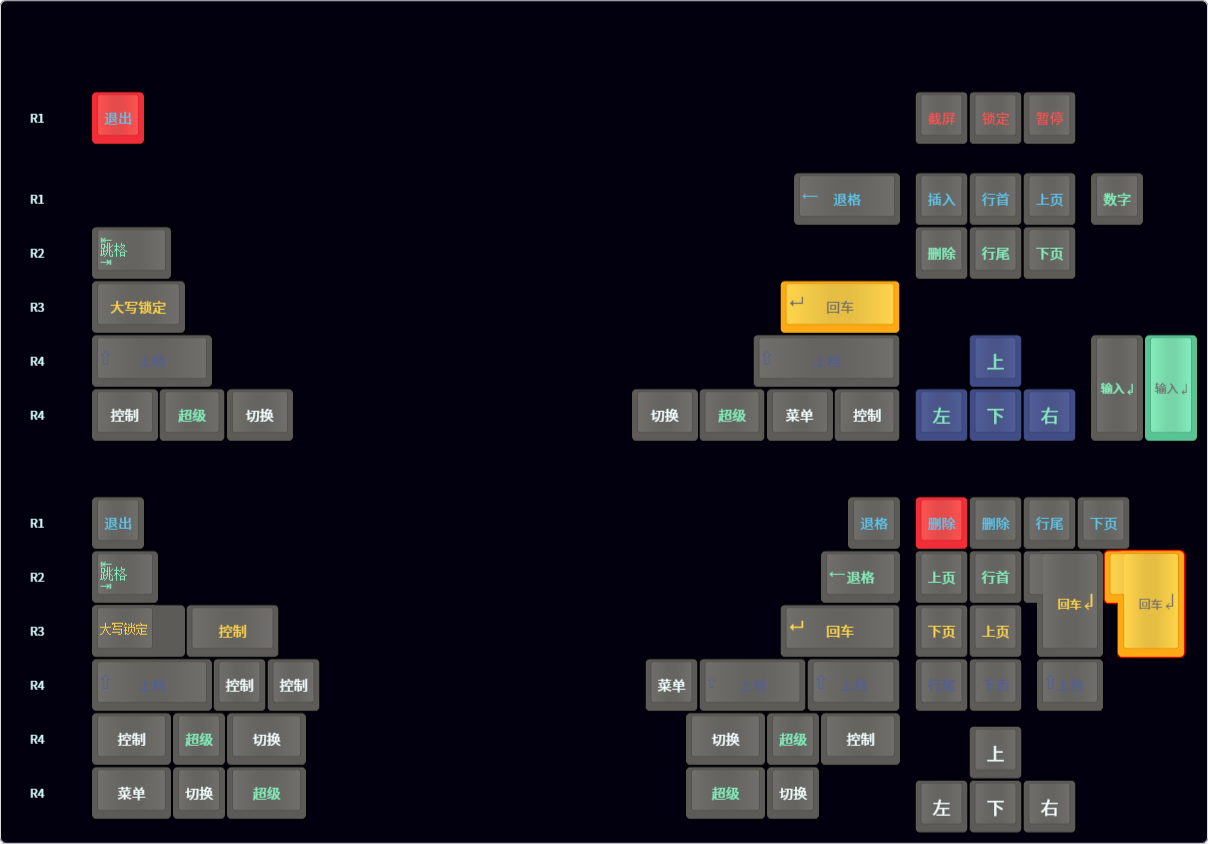 R1 退出 截屏 锁定 暂停
R1 ← 退格 插入 行首 上页 数字
R2 跳格 删除 行尾 下页
R3 大写锁定 回车
R4 上 输入 输入
R4 控制 超级 切换 切换 超级 菜单 控制 左 下 右
R1 退出 退格 删除 删除 行尾 下页
R2 跳格 ←退格 上页 行首 回车 回车
R3 大写锁定 控制 回车 下页 上页
R4 控制 控制 菜单 行尾 下页
R4 控制 超级 切换 切换 超级 控制 上
R4 菜单 切换 超级 超级 切换 左 下 右